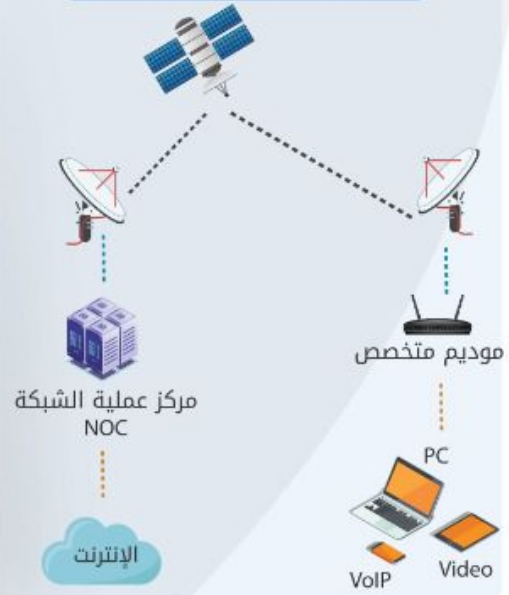 موديم متخصص
مركز عملية الشبكة
NOC
PC
الإنترنت
Video
VoIP